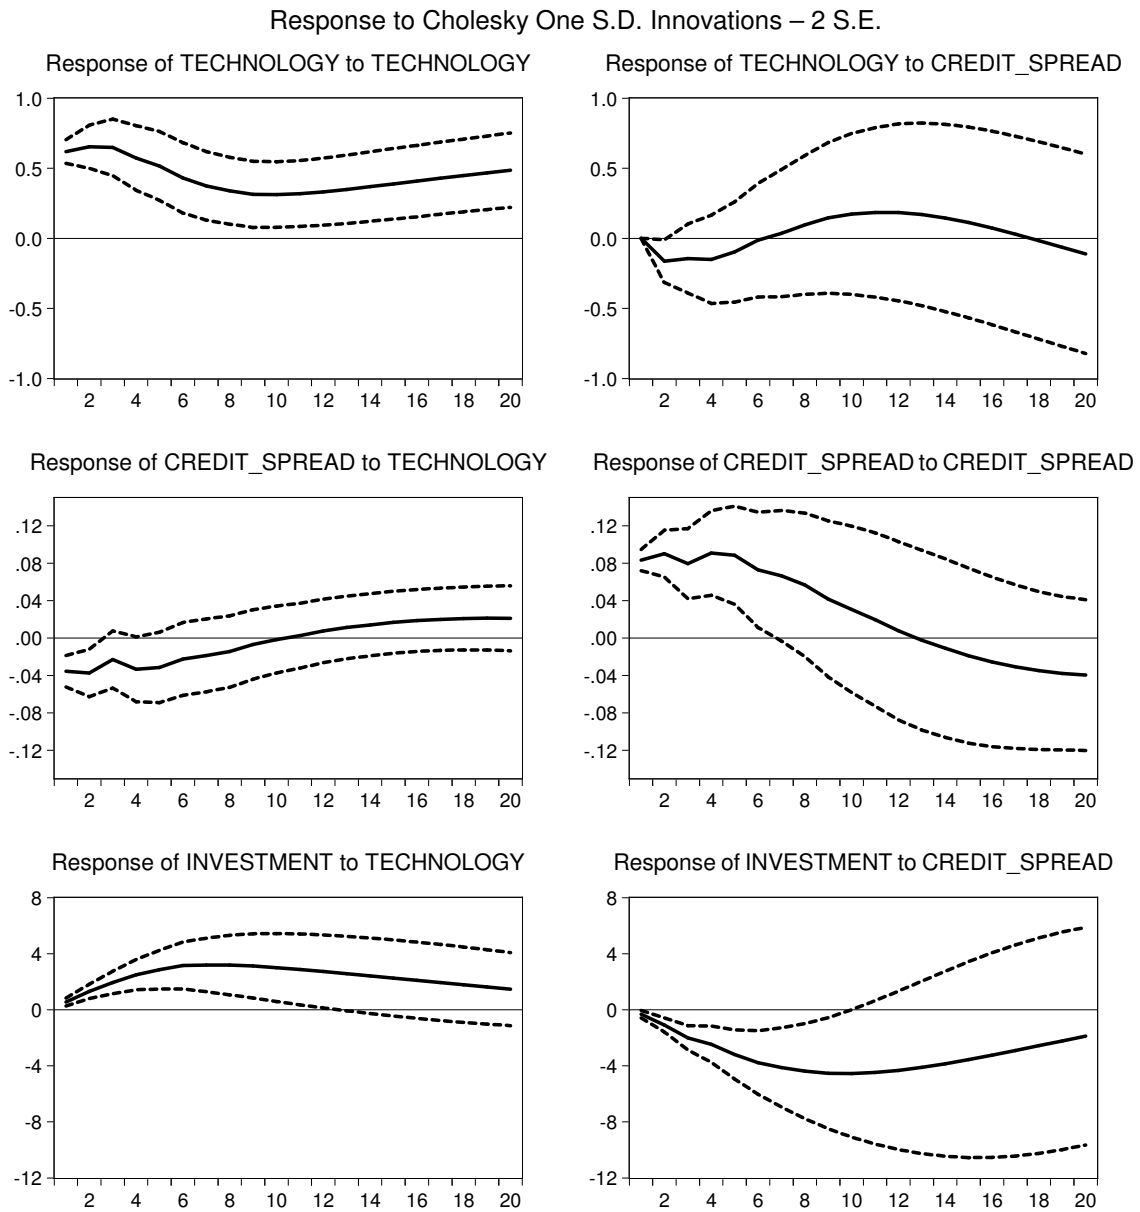 Response to Cholesky One S.D. Innovations – 2 S.E.
Response of TECHNOLOGY to TECHNOLOGY
1.0
0.5
0.0
-0.5
-1.0
2 4 6 8 10 12 14 16 18 20
Response of TECHNOLOGY to CREDIT_SPREAD
1.0
0.5
0.0
-0.5
-1.0
2 4 6 8 10 12 14 16 18 20
Response of CREDIT_SPREAD to TECHNOLOGY
.12
.08
.04
.00
-.04
-.08
-.12
2 4 6 8 10 12 14 16 18 20
Response of CREDIT_SPREAD to CREDIT_SPREAD
.12
.08
.04
.00
-.04
-.08
-.12
2 4 6 8 10 12 14 16 18 20
Response of INVESTMENT to TECHNOLOGY
8
4
0
-4
-8
-12
2 4 6 8 10 12 14 16 18 20
Response of INVESTMENT to CREDIT_SPREAD
8
4
0
-4
-8
-12
2 4 6 8 10 12 14 16 18 20